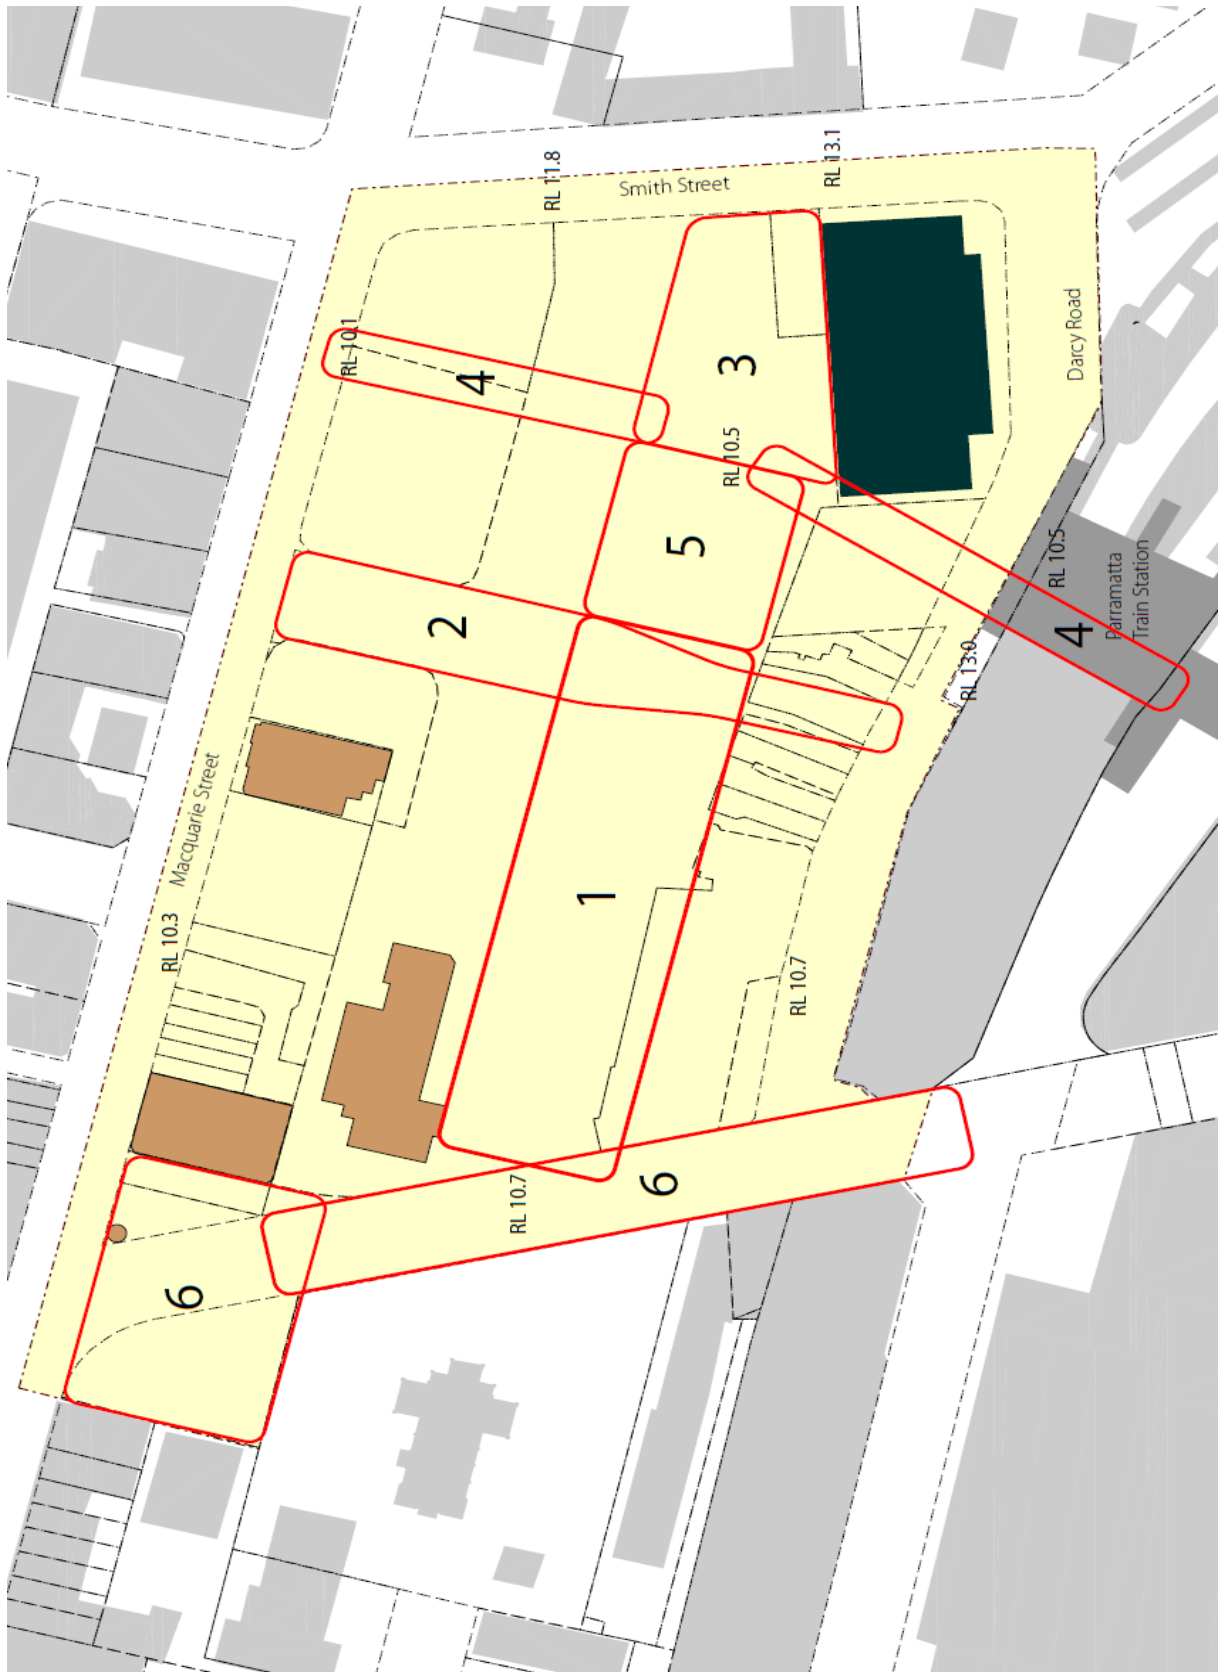 RL 11.8
Smith Street
RL 13.1
RL 10.1
4
3
Darcy Road
RL 10.5
5
2
RL 10.5
Parramatta
Train Station
4
RL 13.0
Macquarie Street
1
RL 10.3
RL 10.7
6
RL 10.7
6